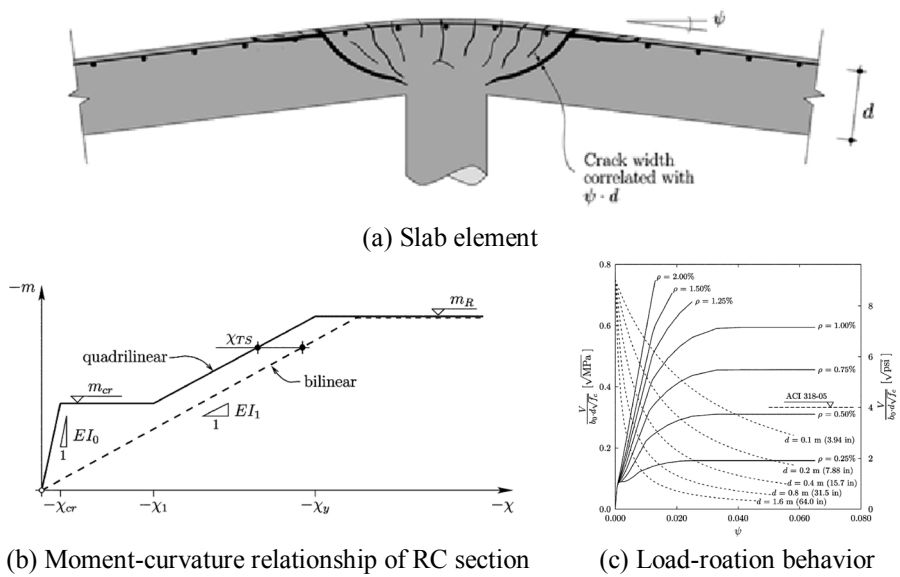 ψ
d
Crack width
correlated with
ψ · d
(a) Slab element
−m
m_R
χ_TS
quadrilinear
bilinear
m_cr
EI_0
1
EI_1
1
−χ_cr
−χ_1
−χ_y
−χ
(b) Moment-curvature relationship of RC section
0.8
0.6
0.4
0.2
0.0
V / b_0·d√f_c [√MPa]
ρ = 2.00%
ρ = 1.50%
ρ = 1.25%
ρ = 1.00%
ρ = 0.75%
ACI 318-05
ρ = 0.50%
d = 0.1 m (3.94 in)
ρ = 0.25%
d = 0.2 m (7.88 in)
d = 0.4 m (15.7 in)
d = 0.8 m (31.5 in)
d = 1.6 m (64.0 in)
8
6
4
2
0
V / b_0·d√f_c [√psi]
0.000 0.020 0.040 0.060 0.080
ψ
(c) Load-roation behavior